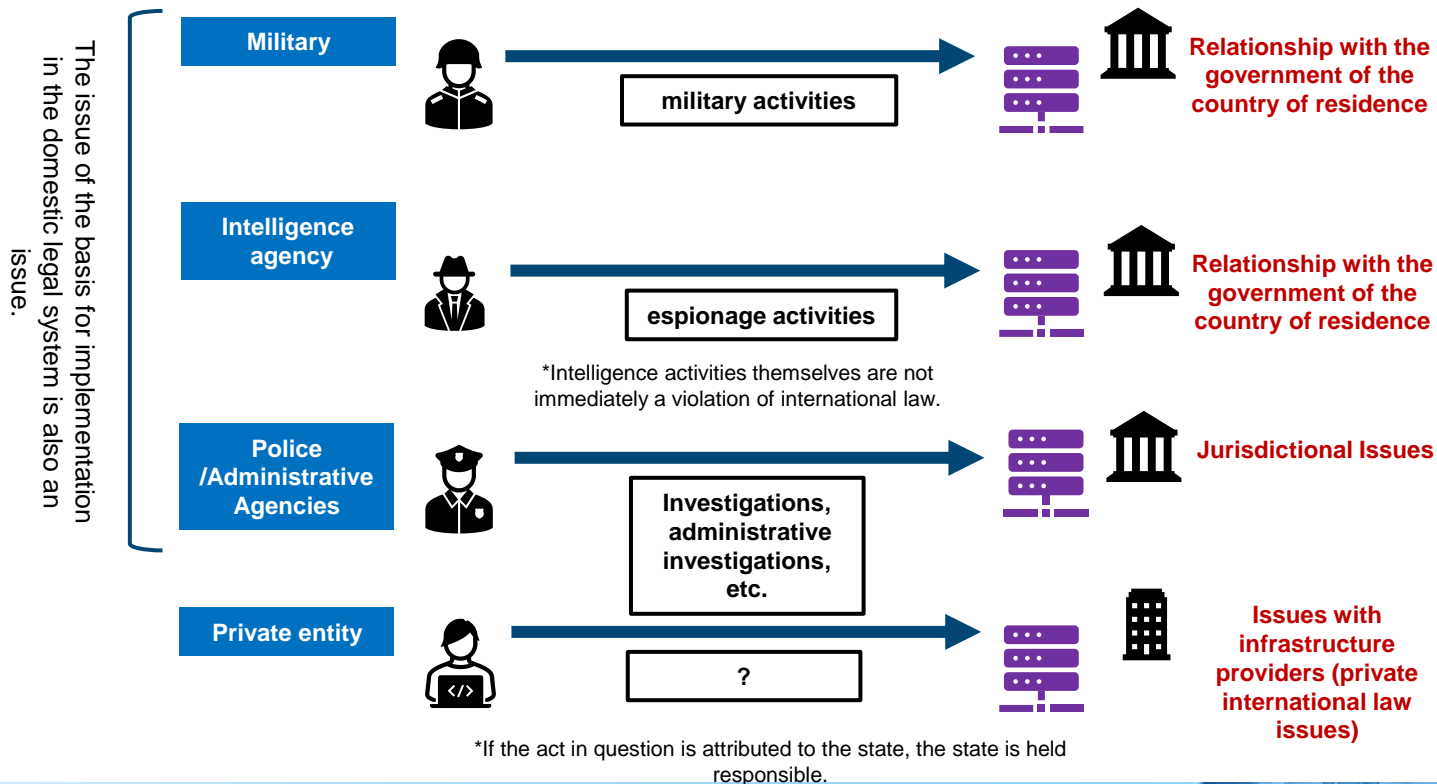 The issue of the basis for implementation
in the domestic legal system is also an
issue.
Military
military activities
Relationship with the
government of the
country of residence
Intelligence
agency
espionage activities
Relationship with the
government of the
country of residence
*Intelligence activities themselves are not
immediately a violation of international law.
Police
/Administrative
Agencies
Investigations,
administrative
investigations,
etc.
Jurisdictional Issues
Private entity
</>
?
Issues with
infrastructure
providers (private
international law
issues)
*If the act in question is attributed to the state, the state is held
responsible.